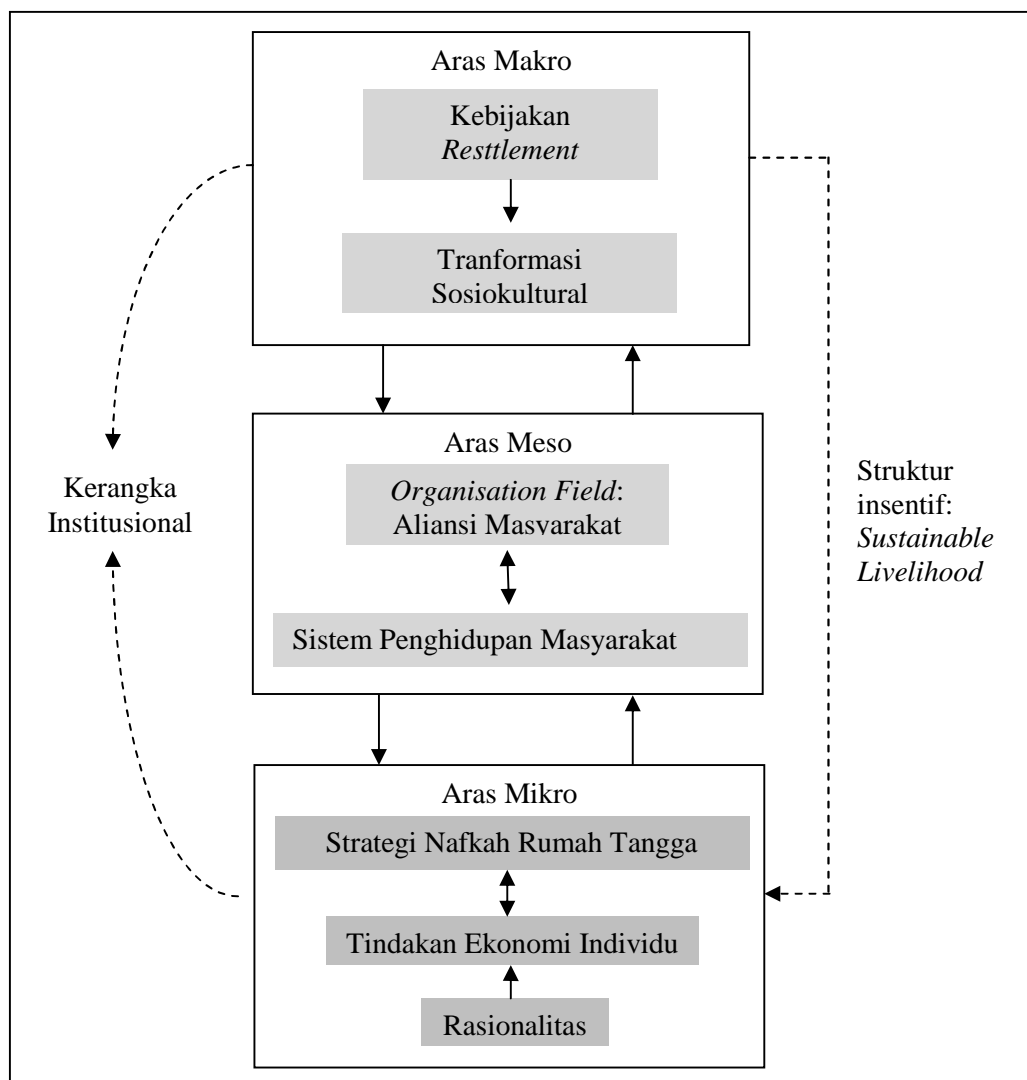 Aras Makro
Kebijakan
Resttlement
Tranformasi
Sosiokultural
Aras Meso
Organisation Field:
Aliansi Masyarakat
Sistem Penghidupan Masyarakat
Kerangka
Institusional
Struktur
insentif:
Sustainable
Livelihood
Aras Mikro
Strategi Nafkah Rumah Tangga
Tindakan Ekonomi Individu
Rasionalitas